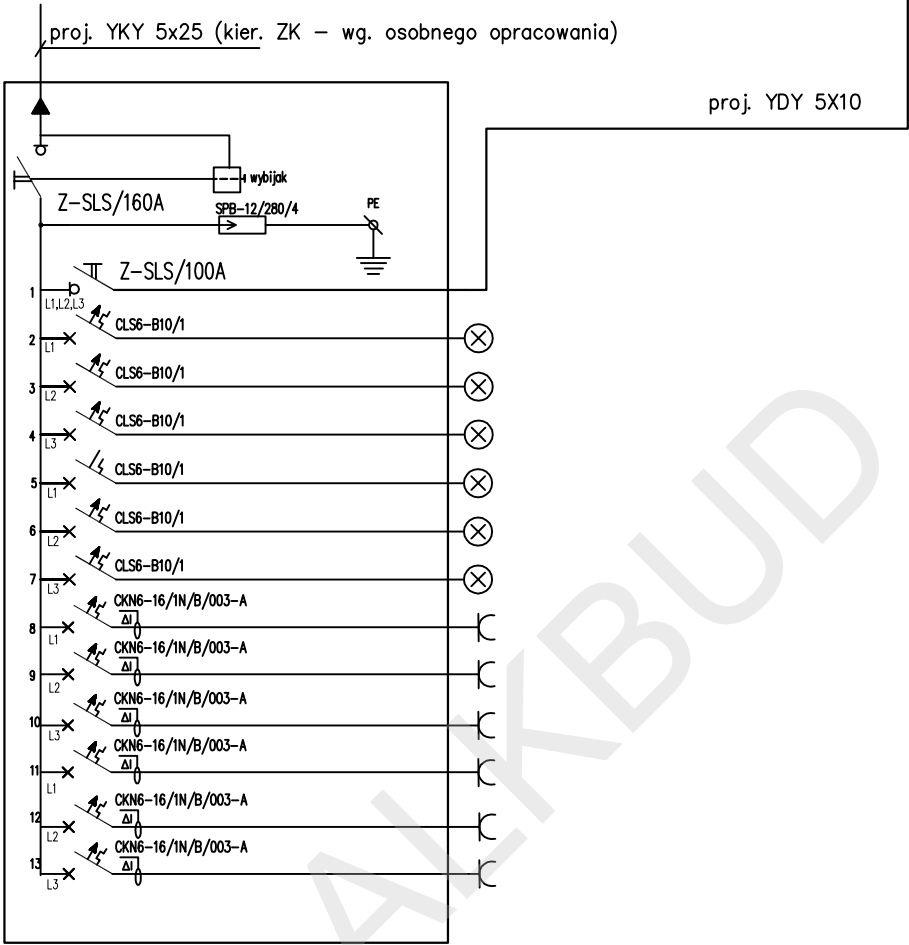 proj. YKY 5x25 (kier. ZK – wg. osobnego opracowania)
proj. YDY 5X10
wybijak
Z-SLS/160A
SPB-12/280/4
PE
Z-SLS/100A
1
L1,L2,L3
CLS6-B10/1
2
L1
CLS6-B10/1
3
L2
CLS6-B10/1
4
L3
CLS6-B10/1
5
L1
CLS6-B10/1
6
L2
CLS6-B10/1
7
L3
CKN6-16/1N/B/003-A
ΔI
8
L1
CKN6-16/1N/B/003-A
ΔI
9
L2
CKN6-16/1N/B/003-A
ΔI
10
L3
CKN6-16/1N/B/003-A
ΔI
11
L1
CKN6-16/1N/B/003-A
ΔI
12
L2
CKN6-16/1N/B/003-A
ΔI
13
L3
ALKBUD